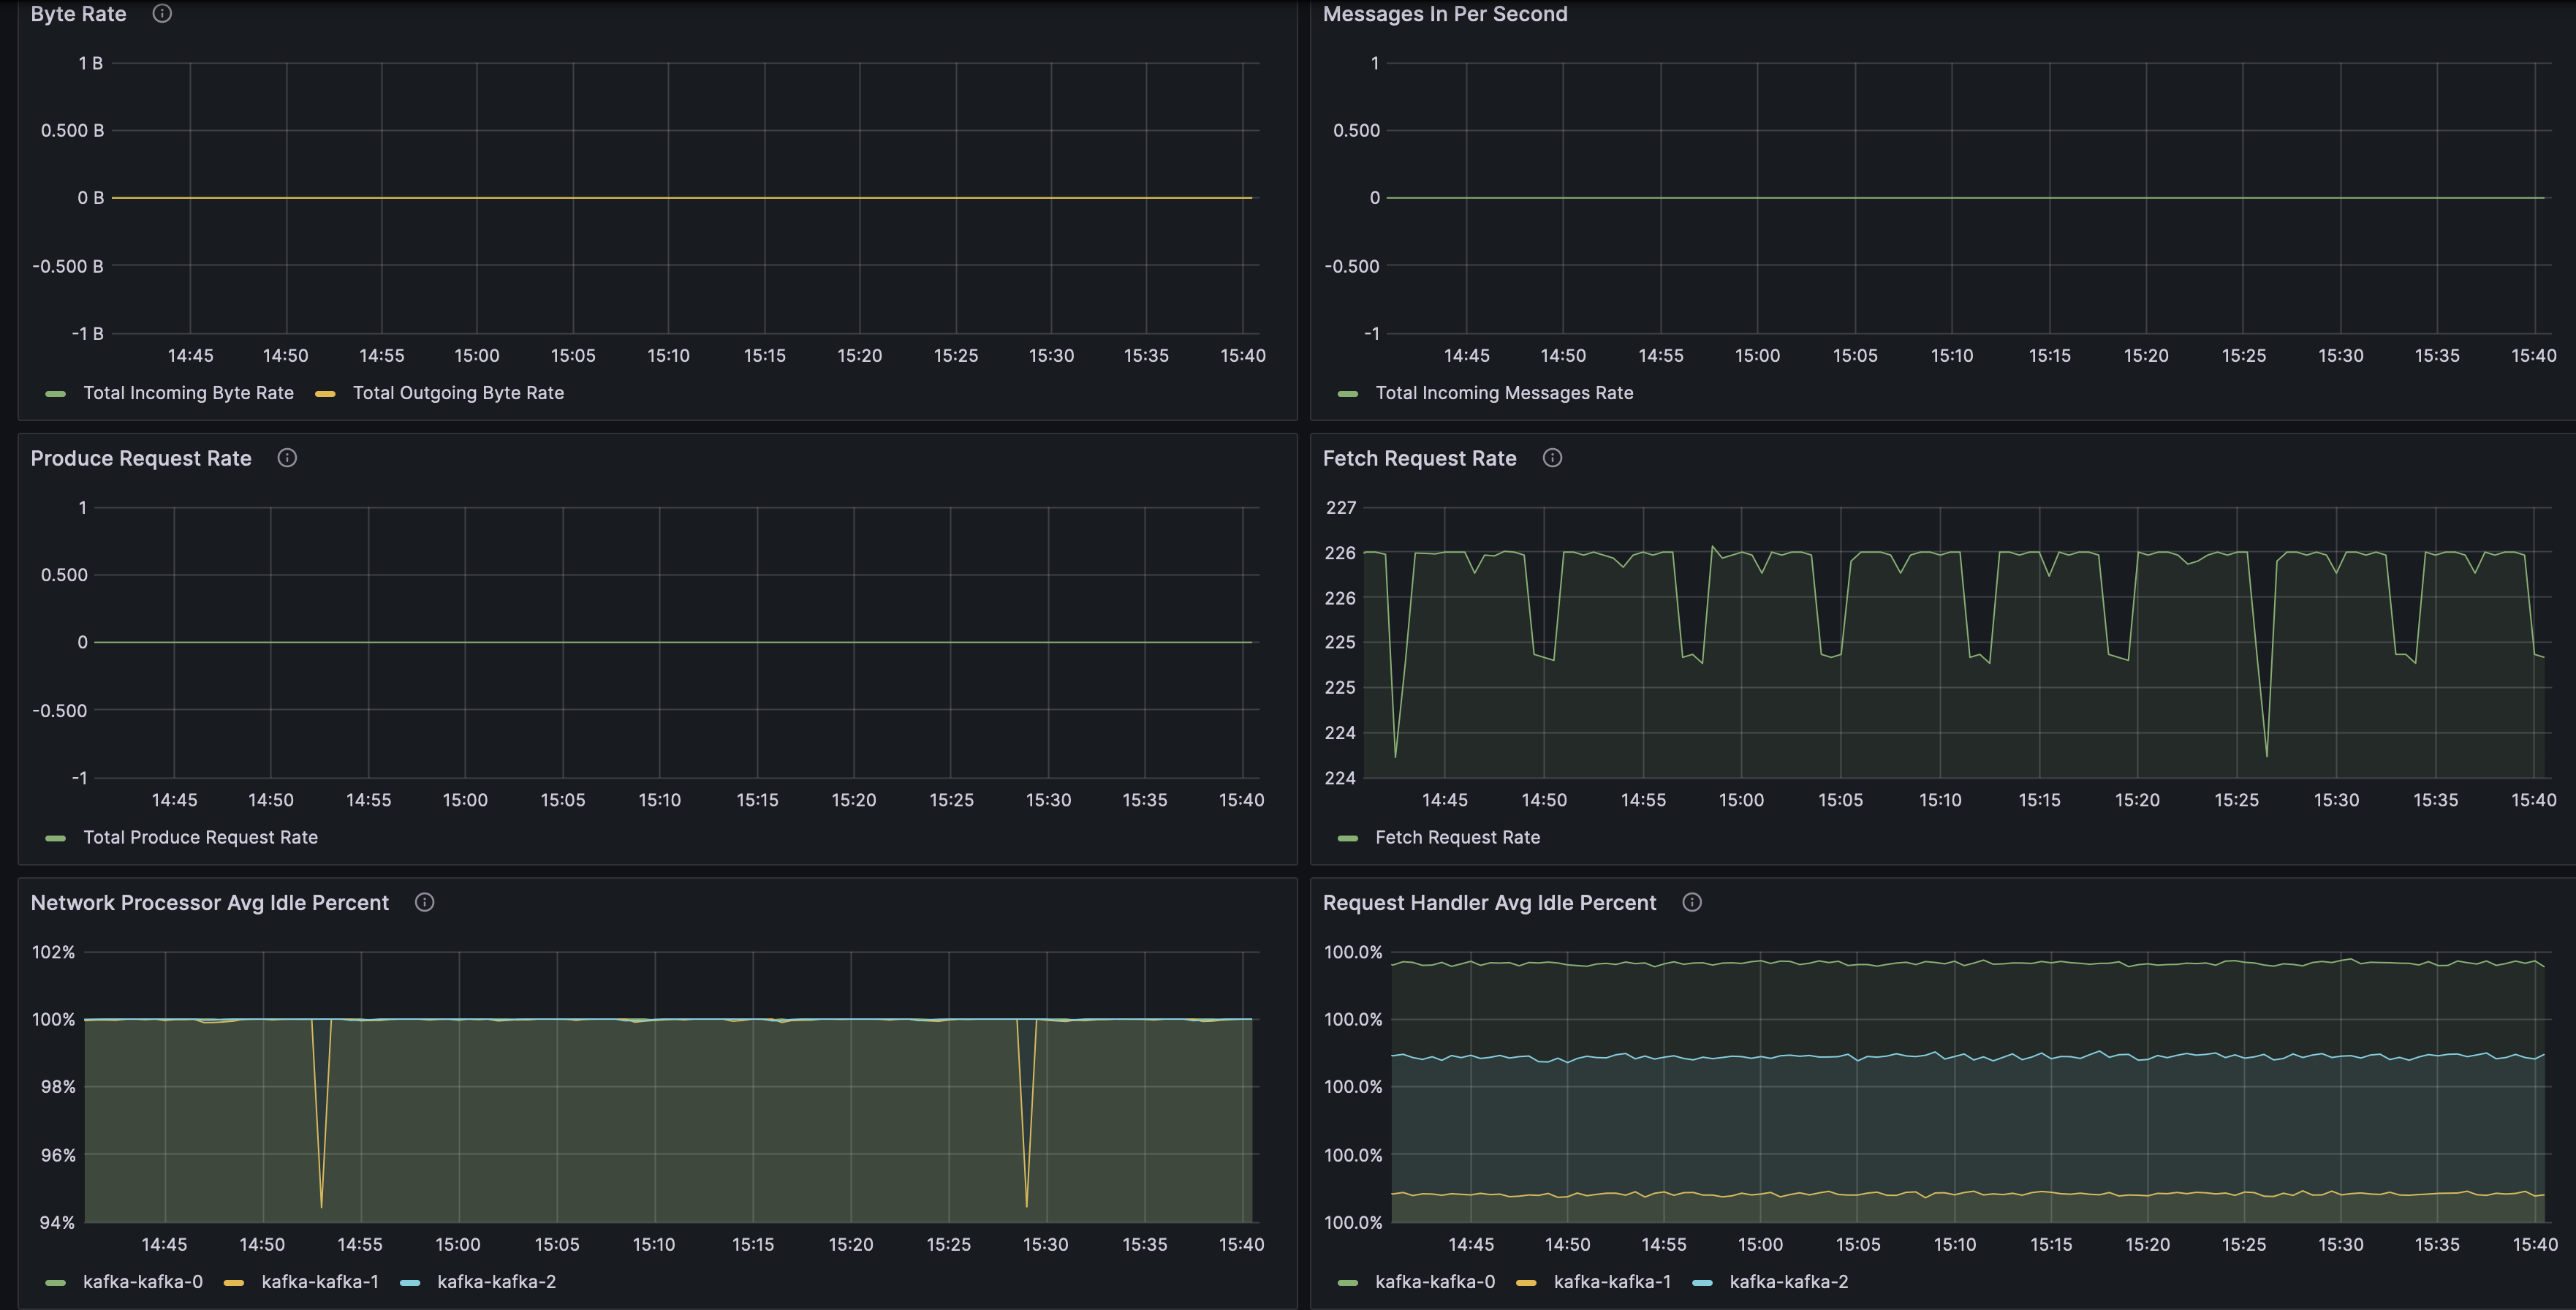 Byte Rate
Messages In Per Second
1 B
0.500 B
0 B
-0.500 B
-1 B
14:45 14:50 14:55 15:00 15:05 15:10 15:15 15:20 15:25 15:30 15:35 15:40
Total Incoming Byte Rate Total Outgoing Byte Rate
1
0.500
0
-0.500
-1
14:45 14:50 14:55 15:00 15:05 15:10 15:15 15:20 15:25 15:30 15:35 15:40
Total Incoming Messages Rate
Produce Request Rate
1
0.500
0
-0.500
-1
14:45 14:50 14:55 15:00 15:05 15:10 15:15 15:20 15:25 15:30 15:35 15:40
Total Produce Request Rate
Fetch Request Rate
227
226
226
225
225
224
224
14:45 14:50 14:55 15:00 15:05 15:10 15:15 15:20 15:25 15:30 15:35 15:40
Fetch Request Rate
Network Processor Avg Idle Percent
102%
100%
98%
96%
94%
14:45 14:50 14:55 15:00 15:05 15:10 15:15 15:20 15:25 15:30 15:35 15:40
kafka-kafka-0 kafka-kafka-1 kafka-kafka-2
Request Handler Avg Idle Percent
100.0%
100.0%
100.0%
100.0%
100.0%
14:45 14:50 14:55 15:00 15:05 15:10 15:15 15:20 15:25 15:30 15:35 15:40
kafka-kafka-0 kafka-kafka-1 kafka-kafka-2